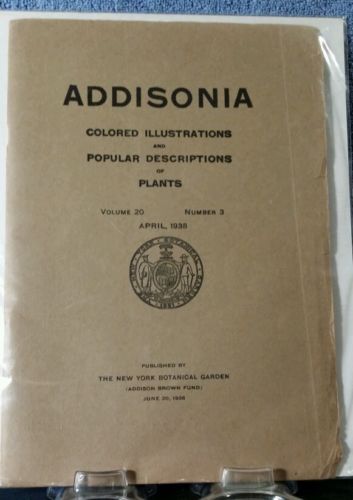 ADDISONIA
COLORED ILLUSTRATIONS
AND
POPULAR DESCRIPTIONS
OF
PLANTS
VOLUME 20 NUMBER 3
APRIL, 1938
PUBLISHED BY
THE NEW YORK BOTANICAL GARDEN
(ADDISON BROWN FUND)
JUNE 20, 1938